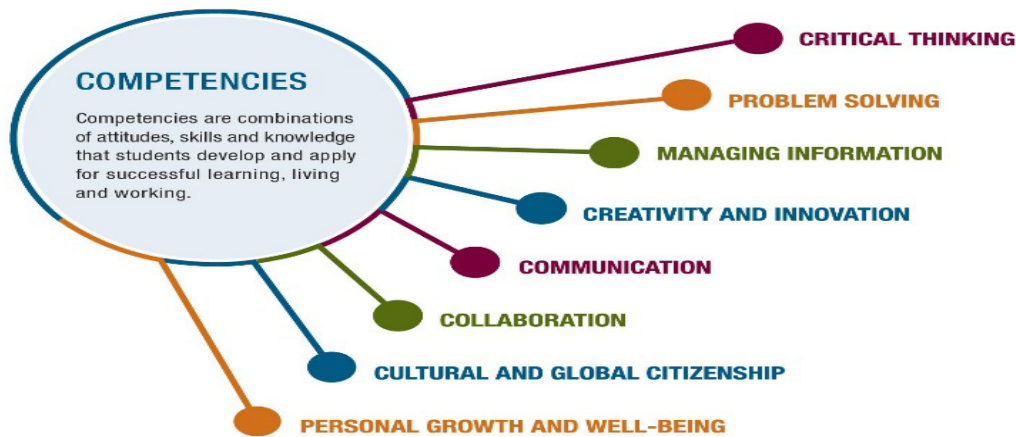 COMPETENCIES
Competencies are combinations
of attitudes, skills and knowledge
that students develop and apply
for successful learning, living
and working.
CRITICAL THINKING
PROBLEM SOLVING
MANAGING INFORMATION
CREATIVITY AND INNOVATION
COMMUNICATION
COLLABORATION
CULTURAL AND GLOBAL CITIZENSHIP
PERSONAL GROWTH AND WELL-BEING